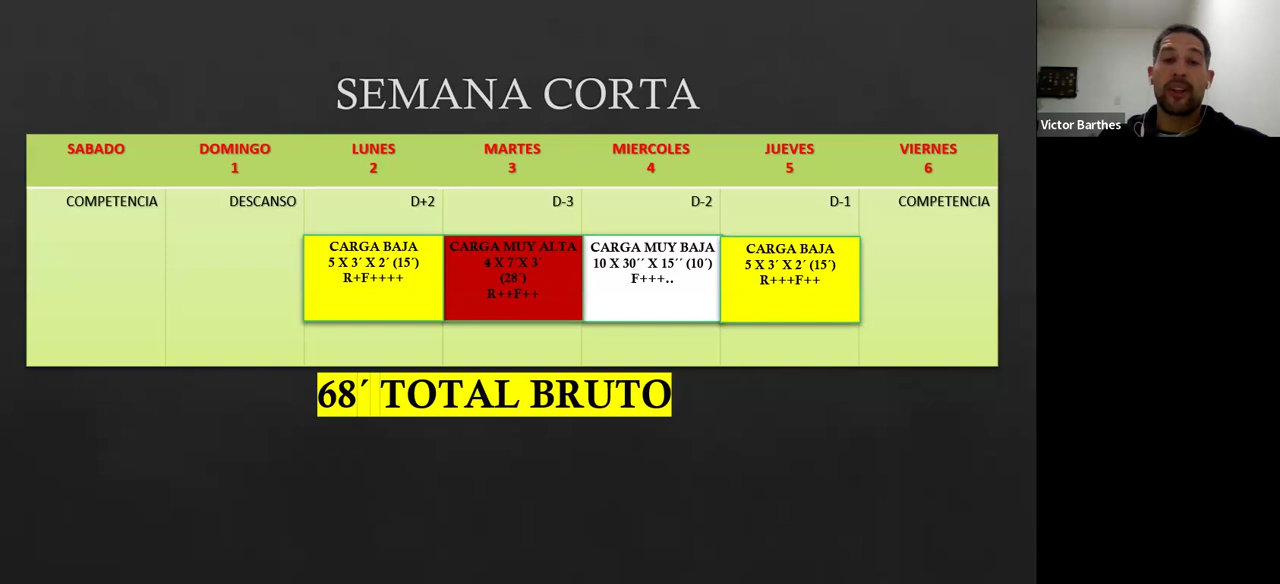 SEMANA CORTA
SABADO
DOMINGO
1
LUNES
2
MARTES
3
MIERCOLES
4
JUEVES
5
VIERNES
6
COMPETENCIA
DESCANSO
D+2
D-3
D-2
D-1
COMPETENCIA
CARGA BAJA
5 X 3´ X 2´ (15´)
R+F++++
CARGA MUY ALTA
4 X 7´X 3´
(28´)
R++F++
CARGA MUY BAJA
10 X 30´´ X 15´´ (10´)
F+++..
CARGA BAJA
5 X 3´ X 2´ (15´)
R+++F++
68´ TOTAL BRUTO
Victor Barthes